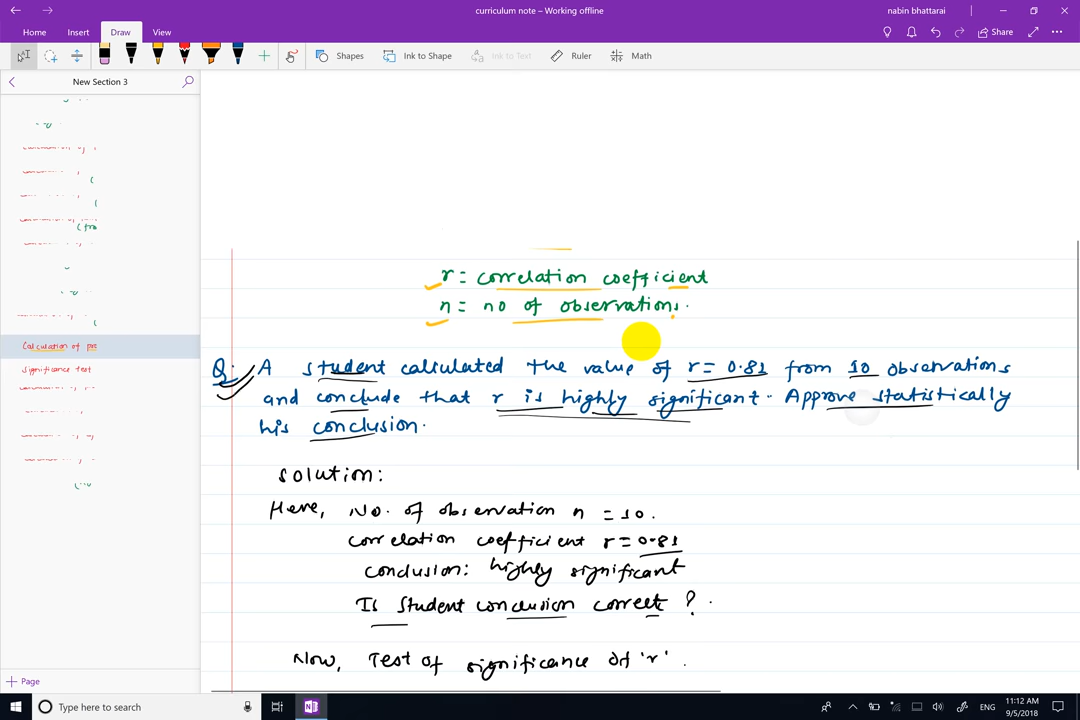 curriculum note – Working offline
nabin bhattarai
Home Insert Draw View
Share
Shapes Ink to Shape Ink to Text Ruler Math
New Section 3
r = correlation coefficient
n = no of observations.
Q. A student calculated the value of r = 0.81 from 10 observations
and conclude that r is highly significant. Approve statistically
his conclusion.
Solution:
Here, No. of observation n = 10.
correlation coefficient r = 0.81
conclusion: highly significant
Is student conclusion correct ?.
Now, Test of significance of 'r'.
Calculation of
Significance test
Page
Type here to search
ENG
11:12 AM
9/5/2018